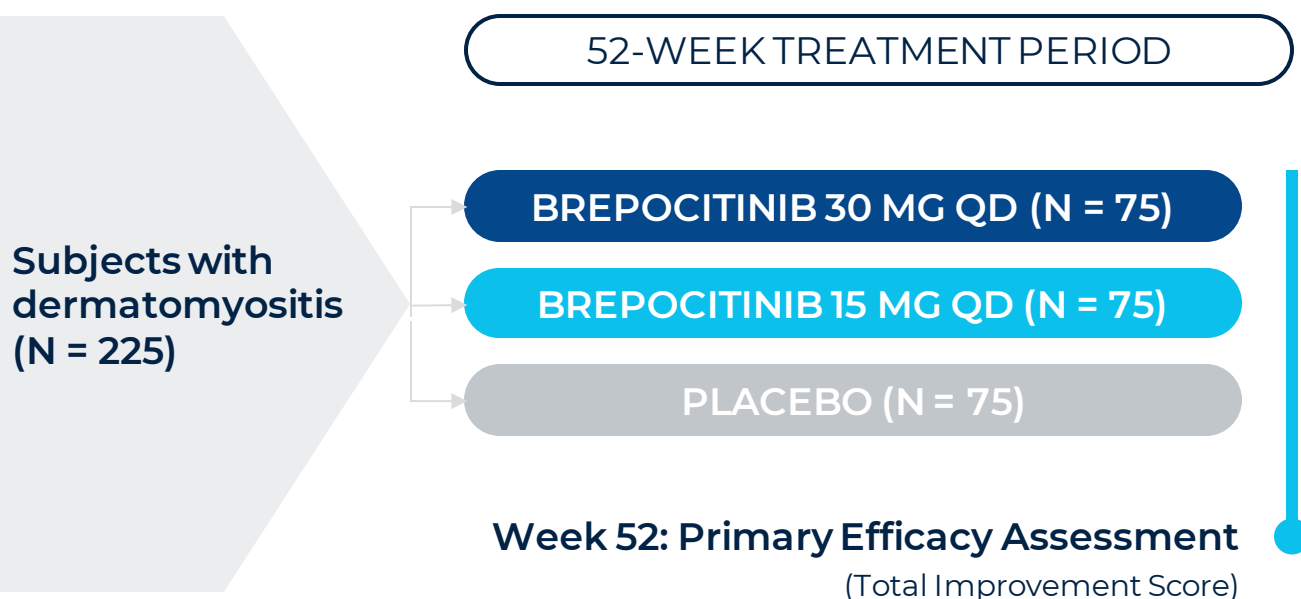 52-WEEK TREATMENT PERIOD
BREPOCITINIB 30 MG QD (N = 75)
Subjects with
dermatomyositis
(N = 225)
BREPOCITINIB 15 MG QD (N = 75)
PLACEBO (N = 75)
Week 52: Primary Efficacy Assessment
(Total Improvement Score)